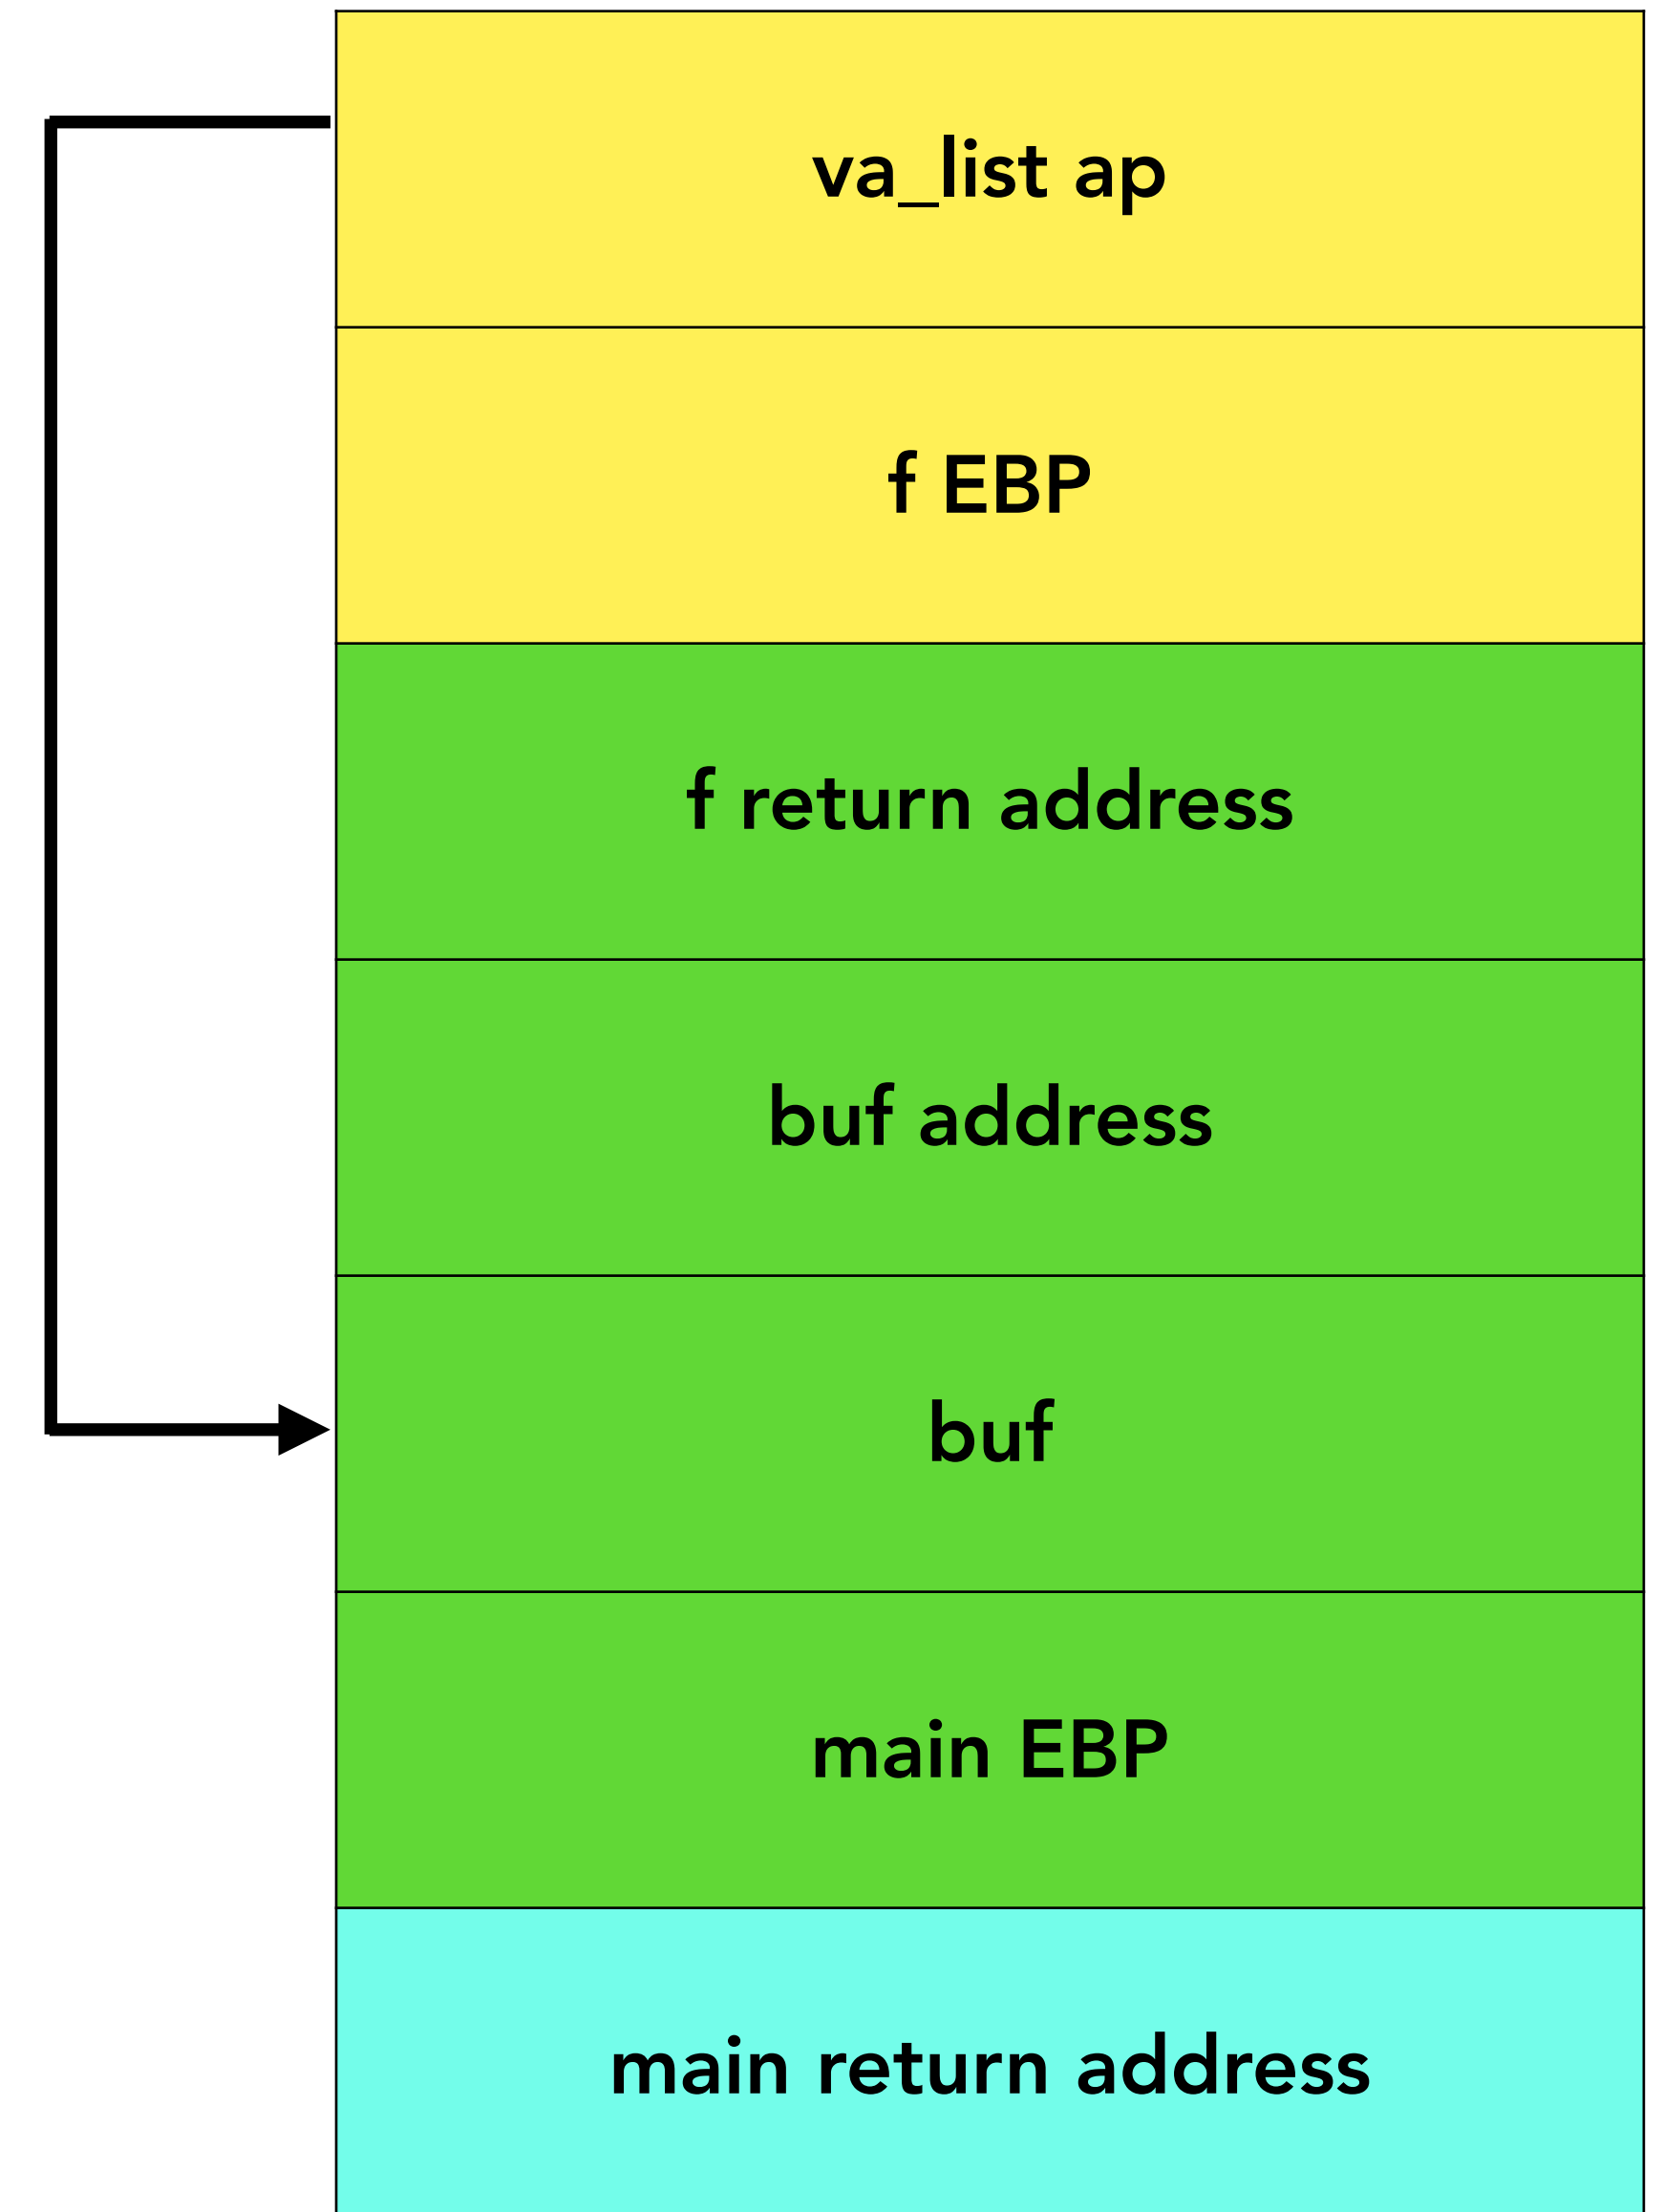 va_list ap
f EBP
f return address
buf address
buf
main EBP
main return address